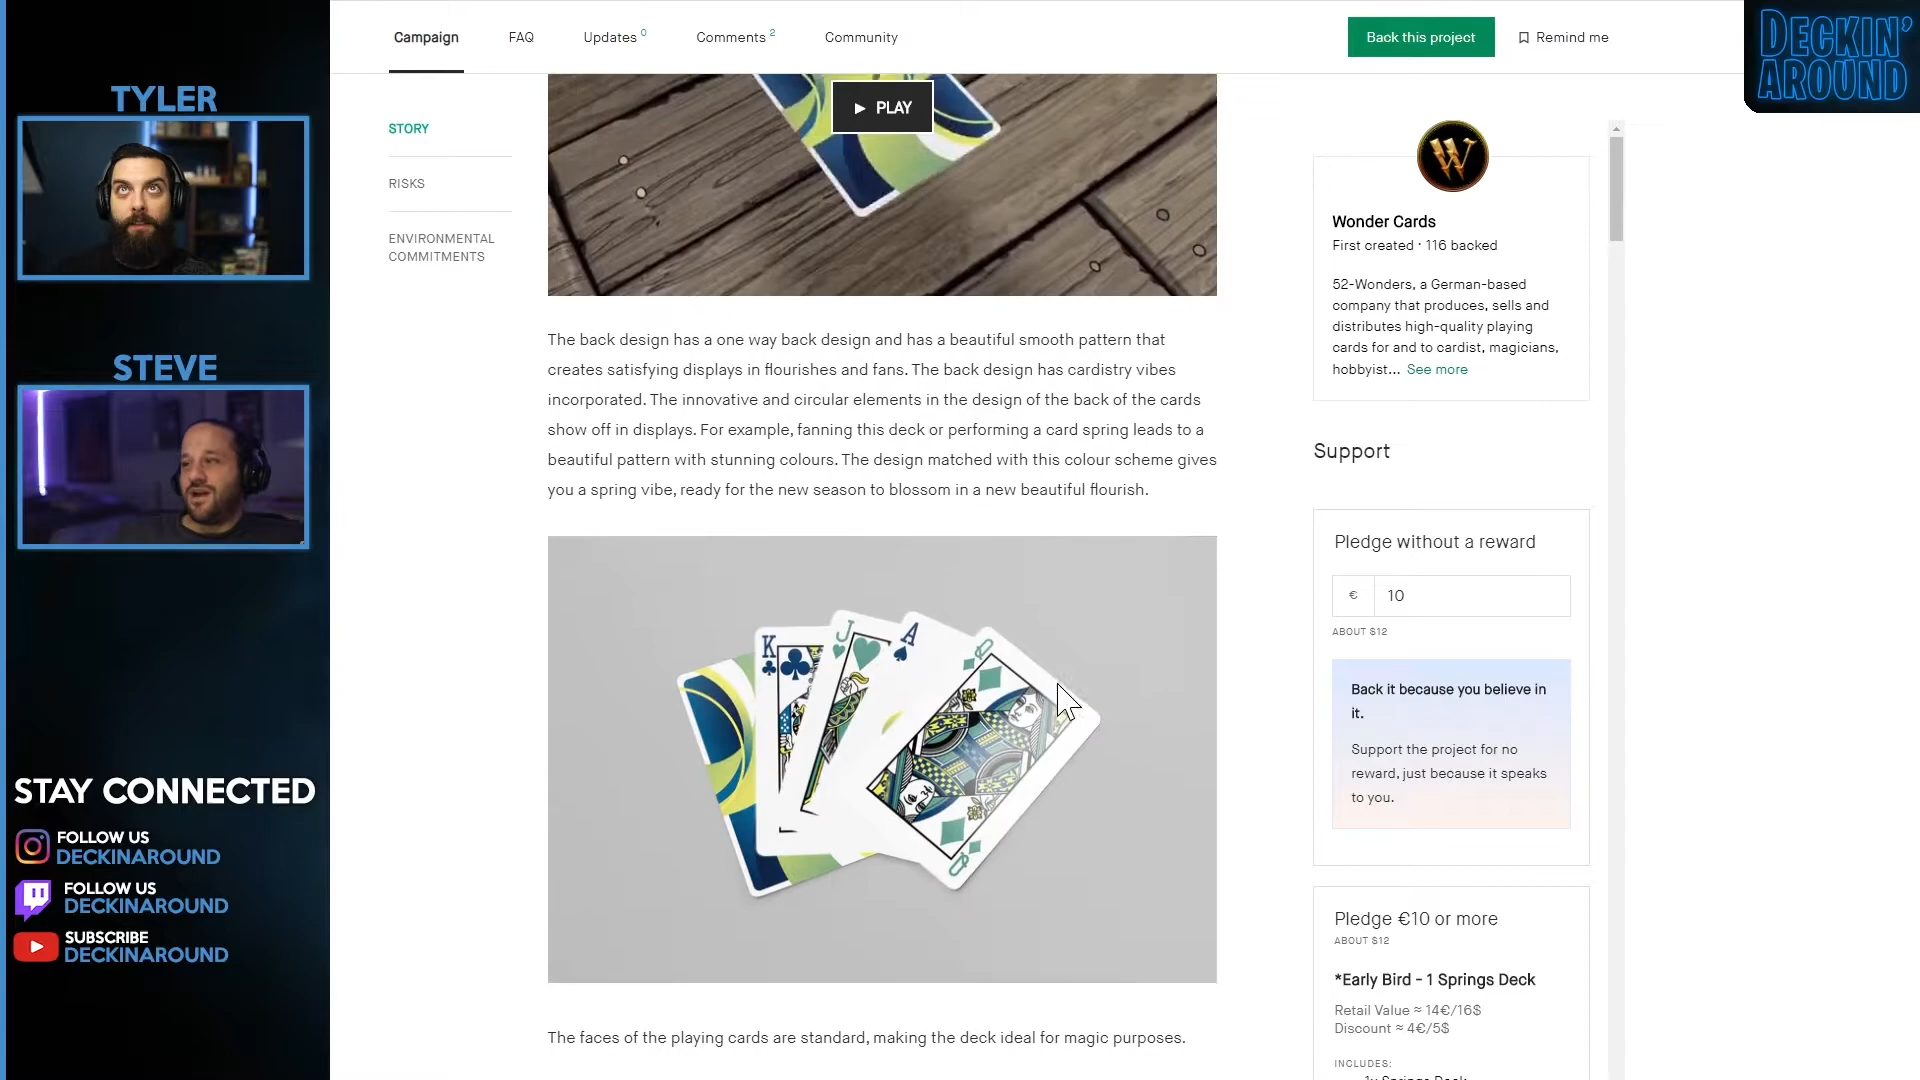 Campaign
FAQ
Updates 0
Comments 2
Community
Back this project
Remind me
DECKIN'
AROUND
TYLER
STEVE
STAY CONNECTED
FOLLOW US
DECKINAROUND
FOLLOW US
DECKINAROUND
SUBSCRIBE
DECKINAROUND
STORY
RISKS
ENVIRONMENTAL
COMMITMENTS
PLAY
The back design has a one way back design and has a beautiful smooth pattern that
creates satisfying displays in flourishes and fans. The back design has cardistry vibes
incorporated. The innovative and circular elements in the design of the back of the cards
show off in displays. For example, fanning this deck or performing a card spring leads to a
beautiful pattern with stunning colours. The design matched with this colour scheme gives
you a spring vibe, ready for the new season to blossom in a new beautiful flourish.
K
J
A
Q
Q
The faces of the playing cards are standard, making the deck ideal for magic purposes.
W
Wonder Cards
First created · 116 backed
52-Wonders, a German-based
company that produces, sells and
distributes high-quality playing
cards for and to cardist, magicians,
hobbyist... See more
Support
Pledge without a reward
€ 10
ABOUT $12
Back it because you believe in
it.
Support the project for no
reward, just because it speaks
to you.
Pledge €10 or more
ABOUT $12
*Early Bird - 1 Springs Deck
Retail Value ≈ 14€/16$
Discount ≈ 4€/5$
INCLUDES:
1x Springs Deck